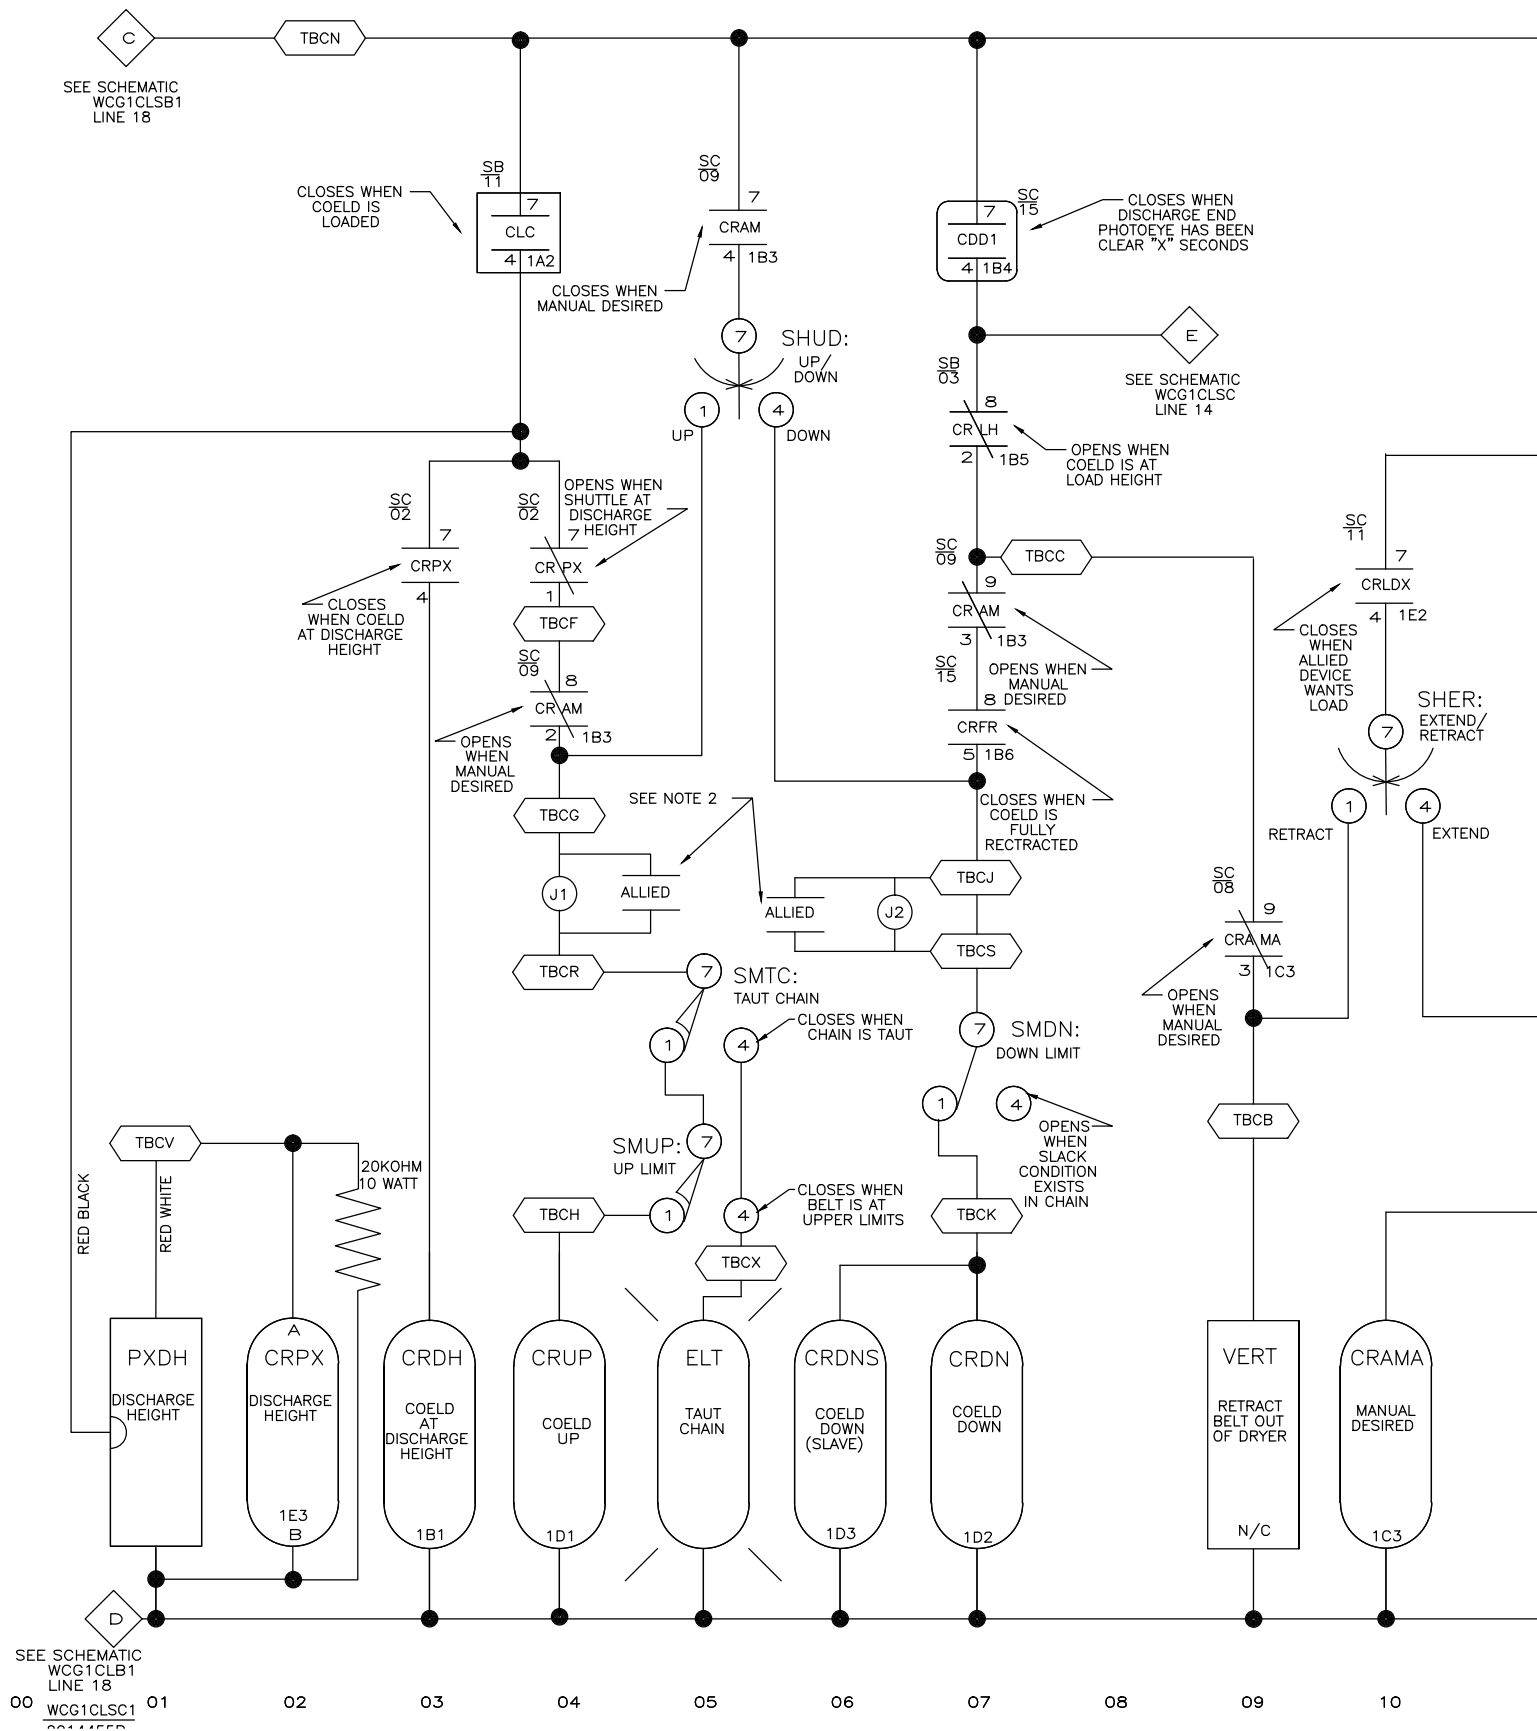 C
TBCN
SEE SCHEMATIC
WCG1CLSB1
LINE 18
SB
11
CLOSES WHEN
COELD IS
LOADED
7
CLC
4 1A2
SC
09
7
CRAM
4 1B3
CLOSES WHEN
MANUAL DESIRED
7
SHUD:
UP/
DOWN
1
UP
4
DOWN
SC
15
7
CDD1
4 1B4
CLOSES WHEN
DISCHARGE END
PHOTOEYE HAS BEEN
CLEAR "X" SECONDS
E
SEE SCHEMATIC
WCG1CLSC
LINE 14
SB
03
8
CRLH
2 1B5
OPENS WHEN
COELD IS AT
LOAD HEIGHT
SC
02
7
CRPX
4
CLOSES
WHEN COELD
AT DISCHARGE
HEIGHT
SC
02
OPENS WHEN
SHUTTLE AT
DISCHARGE
HEIGHT
7
CRPX
1
TBCF
SC
09
8
CRAM
2 1B3
OPENS
WHEN
MANUAL
DESIRED
SC
09
TBCC
9
CRAM
3 1B3
OPENS WHEN
MANUAL
DESIRED
SC
15
8
CRFR
5 1B6
CLOSES WHEN
COELD IS
FULLY
RECTRACTED
SC
11
7
CRLDX
4 1E2
CLOSES
WHEN
ALLIED
DEVICE
WANTS
LOAD
SHER:
EXTEND/
RETRACT
7
1
RETRACT
4
EXTEND
TBCG
SEE NOTE 2
J1
ALLIED
TBCR
ALLIED
J2
TBCJ
TBCS
SC
08
9
CRAMA
3 1C3
OPENS
WHEN
MANUAL
DESIRED
7
SMTC:
TAUT CHAIN
1
4
CLOSES WHEN
CHAIN IS TAUT
7
SMDN:
DOWN LIMIT
1
4
OPENS
WHEN
SLACK
CONDITION
EXISTS
IN CHAIN
TBCB
TBCV
20KOHM
10 WATT
RED BLACK
RED WHITE
SMUP:
UP LIMIT
7
1
4
CLOSES WHEN
BELT IS AT
UPPER LIMITS
TBCH
TBCX
TBCK
PXDH
DISCHARGE
HEIGHT
A
CRPX
DISCHARGE
HEIGHT
1E3
B
CRDH
COELD
AT
DISCHARGE
HEIGHT
1B1
CRUP
COELD
UP
1D1
ELT
TAUT
CHAIN
CRDNS
COELD
DOWN
(SLAVE)
1D3
CRDN
COELD
DOWN
1D2
VERT
RETRACT
BELT OUT
OF DRYER
N/C
CRAMA
MANUAL
DESIRED
1C3
D
SEE SCHEMATIC
WCG1CLB1
LINE 18
00 01 02 03 04 05 06 07 08 09 10
WCG1CLSC1